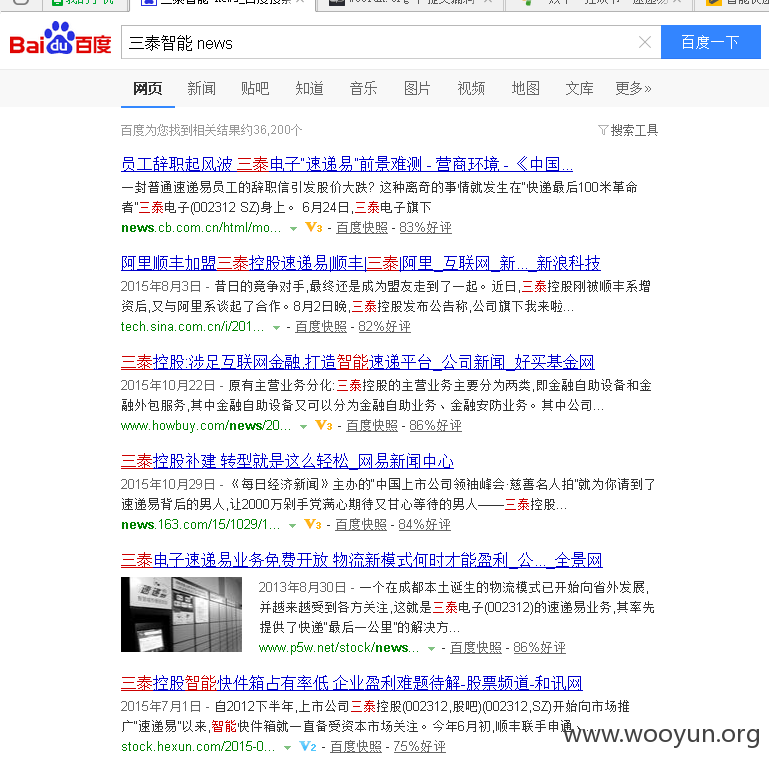 Baidu百度
三泰智能 news
百度一下
网页 新闻 贴吧 知道 音乐 图片 视频 地图 文库 更多»
百度为您找到相关结果约36,200个
搜索工具
员工辞职起风波 三泰电子"速递易"前景难测 - 营商环境 - 《中国...
一封普通速递易员工的辞职信引发股价大跌? 这种离奇的事情就发生在"快递最后100米革命
者"三泰电子(002312 SZ)身上。 6月24日,三泰电子旗下
news.cb.com.cn/html/mo... V3 - 百度快照 - 83%好评
阿里顺丰加盟三泰控股速递易|顺丰|三泰|阿里_互联网_新..._新浪科技
2015年8月3日 - 昔日的竞争对手,最终还是成为盟友走到了一起。近日,三泰控股刚被顺丰系增
资后,又与阿里系谈起了合作。8月2日晚,三泰控股发布公告称,公司旗下我来啦...
tech.sina.com.cn/i/201... - 百度快照 - 82%好评
三泰控股:涉足互联网金融,打造智能速递平台_公司新闻_好买基金网
2015年10月22日 - 原有主营业务分化:三泰控股的主营业务主要分为两类,即金融自助设备和金
融外包服务,其中金融自助设备又可以分为金融自助业务、金融安防业务。其中公司...
www.howbuy.com/news/20... V3 - 百度快照 - 86%好评
三泰控股补建 转型就是这么轻松_网易新闻中心
2015年10月29日 - 《每日经济新闻》主办的"中国上市公司领袖峰会·慈善名人拍"就为你请到了
速递易背后的男人,让2000万剁手党满心期待又甘心等待的男人——三泰控股...
news.163.com/15/1029/1... V3 - 百度快照 - 84%好评
三泰电子速递易业务免费开放 物流新模式何时才能盈利_公..._全景网
2013年8月30日 - 一个在成都本土诞生的物流模式已开始向省外发展,
并越来越受到各方关注,这就是三泰电子(002312)的速递易业务,其率先
提供了快递"最后一公里"的解决方...
www.p5w.net/stock/news... - 百度快照 - 86%好评
三泰控股智能快件箱占有率低 企业盈利难题待解-股票频道-和讯网
2015年7月1日 - 自2012下半年,上市公司三泰控股(002312,股吧)(002312,SZ)开始向市场推
广"速递易"以来,智能快件箱就一直备受资本市场关注。今年6月初,顺丰联手申通、
stock.hexun.com/2015-0... V2 - 百度快照 - 75%好评
www.wooyun.org